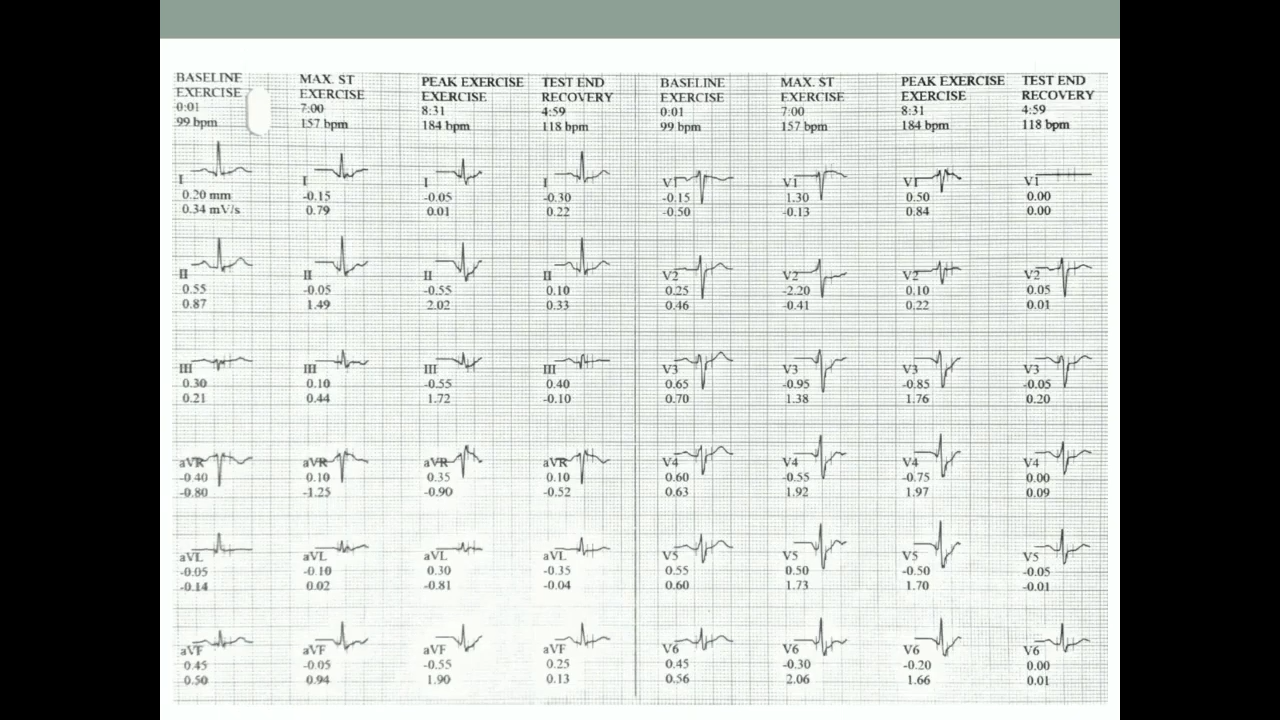 BASELINE
EXERCISE
0:01
99 bpm
MAX. ST
EXERCISE
7:00
157 bpm
PEAK EXERCISE
EXERCISE
8:31
184 bpm
TEST END
RECOVERY
4:59
118 bpm
BASELINE
EXERCISE
0:01
99 bpm
MAX. ST
EXERCISE
7:00
157 bpm
PEAK EXERCISE
EXERCISE
8:31
184 bpm
TEST END
RECOVERY
4:59
118 bpm
I
0.20 mm
0.34 mV/s
I
-0.15
0.79
I
-0.05
0.01
I
-0.30
0.22
V1
-0.15
-0.50
V1
1.30
-0.13
V1
0.50
0.84
V1
0.00
0.00
II
0.55
0.87
II
-0.05
1.49
II
-0.55
2.02
II
0.10
0.33
V2
0.25
0.46
V2
-2.20
-0.41
V2
0.10
0.22
V2
0.05
0.01
III
0.30
0.21
III
0.10
0.44
III
-0.55
1.72
III
0.40
-0.10
V3
0.65
0.70
V3
-0.95
1.38
V3
-0.85
1.76
V3
-0.05
0.20
aVR
-0.40
-0.80
aVR
0.10
-1.25
aVR
0.35
-0.90
aVR
0.10
-0.52
V4
0.60
0.63
V4
-0.55
1.92
V4
-0.75
1.97
V4
0.00
0.09
aVL
-0.05
-0.14
aVL
-0.10
0.02
aVL
0.30
-0.81
aVL
-0.35
-0.04
V5
0.55
0.60
V5
0.50
1.73
V5
-0.50
1.70
V5
-0.05
-0.01
aVF
0.45
0.50
aVF
-0.05
0.94
aVF
-0.55
1.90
aVF
0.25
0.13
V6
0.45
0.56
V6
-0.30
2.06
V6
-0.20
1.66
V6
0.00
0.01